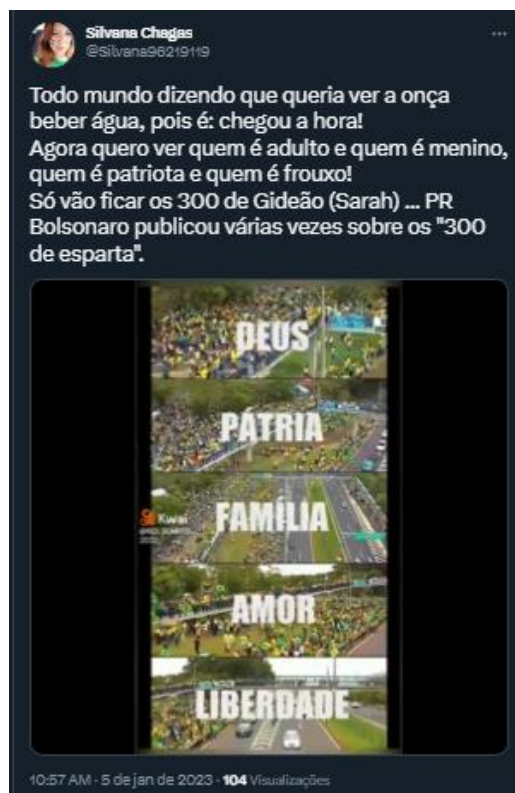 Silvana Chagas
@Silvana96219119
Todo mundo dizendo que queria ver a onça
beber água, pois é: chegou a hora!
Agora quero ver quem é adulto e quem é menino,
quem é patriota e quem é frouxo!
Só vão ficar os 300 de Gideão (Sarah) ... PR
Bolsonaro publicou várias vezes sobre os "300
de esparta".
DEUS
PÁTRIA
Kwai
FAMÍLIA
AMOR
LIBERDADE
10:57 AM · 5 de jan de 2023 · 104 Visualizações